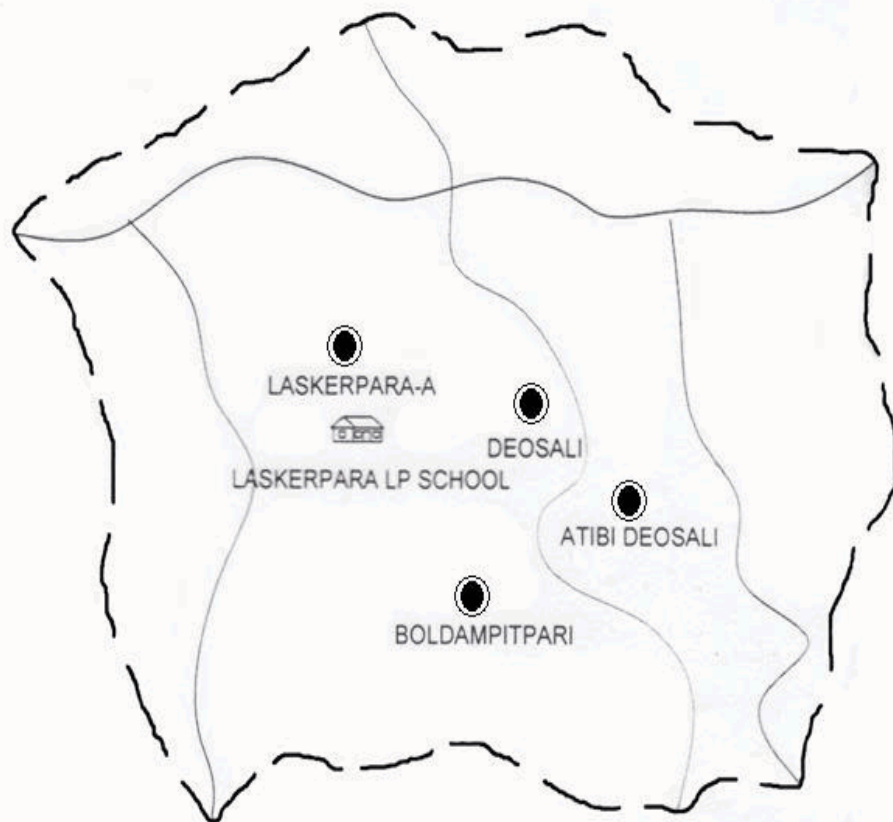 LASKERPARA-A
DEOSALI
LASKERPARA LP SCHOOL
ATIBI DEOSALI
BOLDAMPITPARI